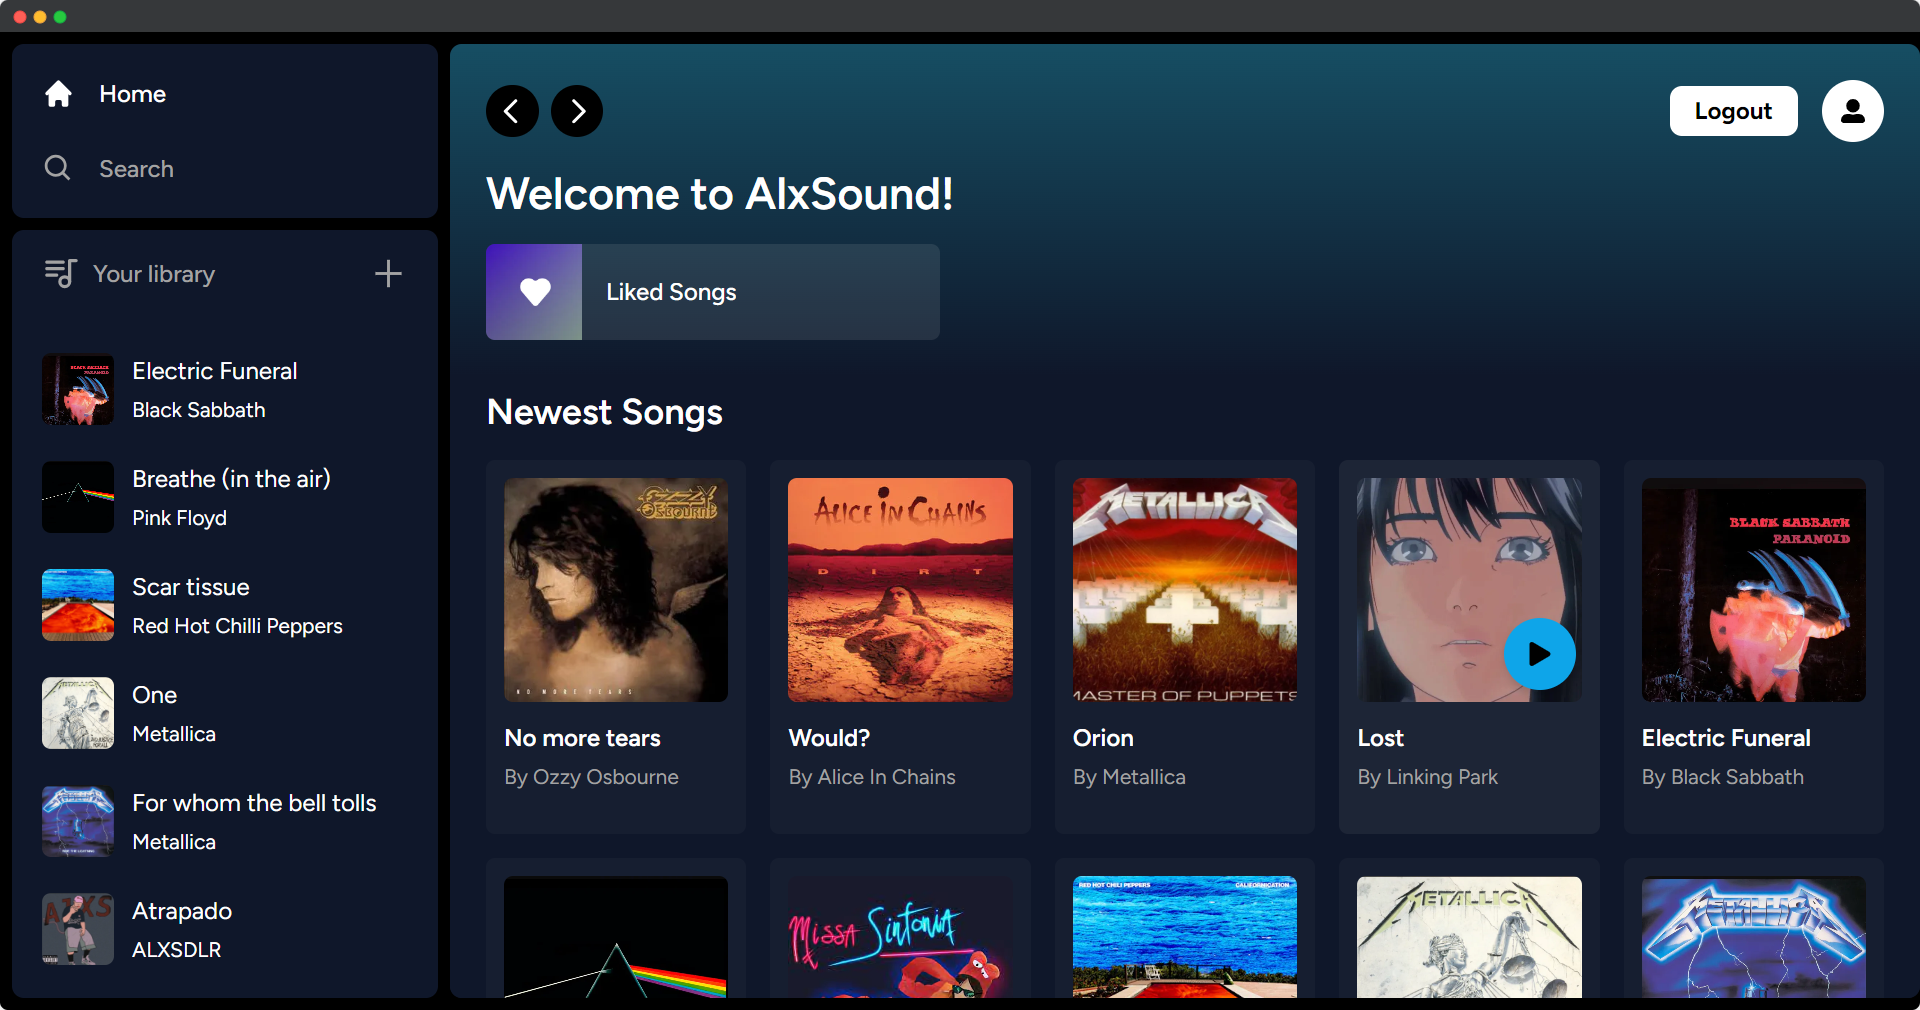 Home
Search
Your library
Electric Funeral
Black Sabbath
Breathe (in the air)
Pink Floyd
Scar tissue
Red Hot Chilli Peppers
One
Metallica
For whom the bell tolls
Metallica
Atrapado
ALXSDLR
Logout
Welcome to AlxSound!
Liked Songs
Newest Songs
OZZY
OSBOURNE
NO MORE TEARS
No more tears
By Ozzy Osbourne
ALICE IN CHAINS
DIRT
Would?
By Alice In Chains
METALLICA
MASTER OF PUPPETS
Orion
By Metallica
Lost
By Linking Park
BLACK SABBATH
PARANOID
Electric Funeral
By Black Sabbath
Missa Sintonia
RED HOT CHILI PEPPERS
CALIFORNICATION
METALLICA
METALLICA